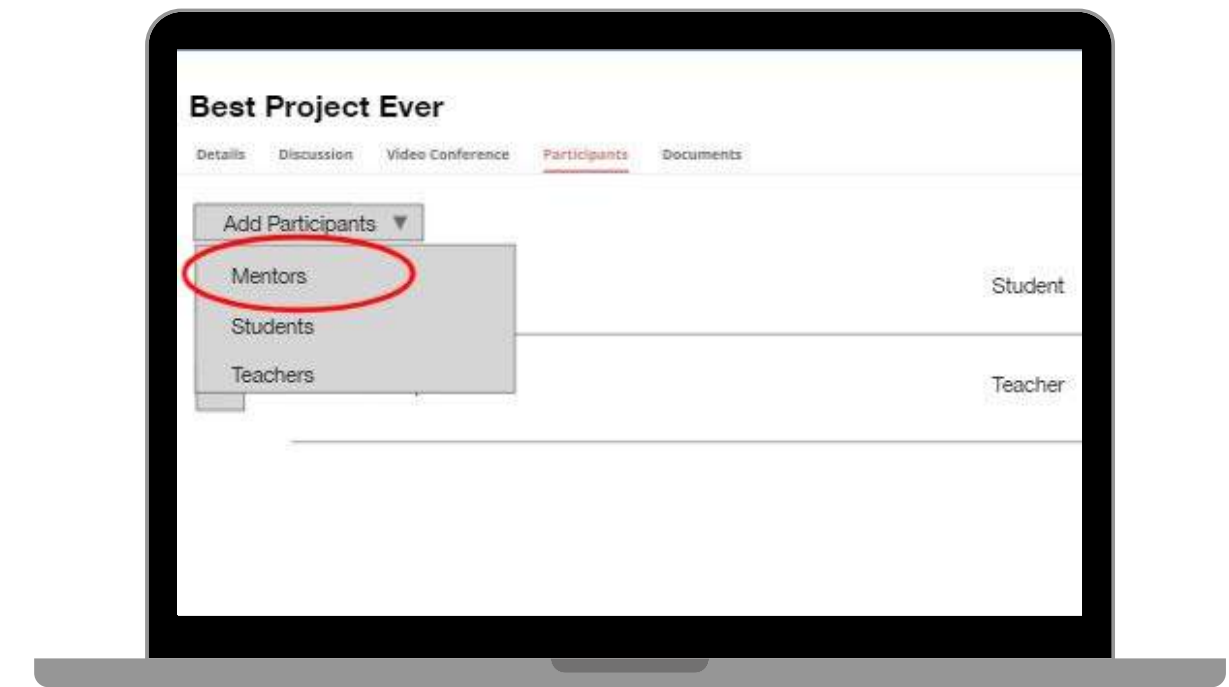 Best Project Ever
Details Discussion Video Conference Participants Documents
Add Participants ▼
Mentors
Student
Students
Teachers
Teacher